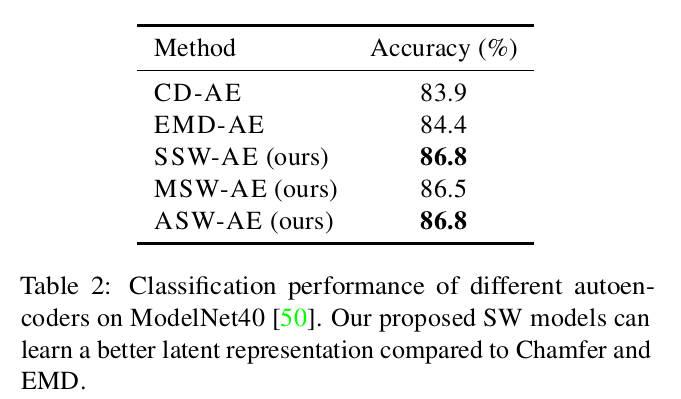 Method Accuracy (%)
CD-AE 83.9
EMD-AE 84.4
SSW-AE (ours) 86.8
MSW-AE (ours) 86.5
ASW-AE (ours) 86.8
Table 2: Classification performance of different autoen-
coders on ModelNet40 [50]. Our proposed SW models can
learn a better latent representation compared to Chamfer and
EMD.